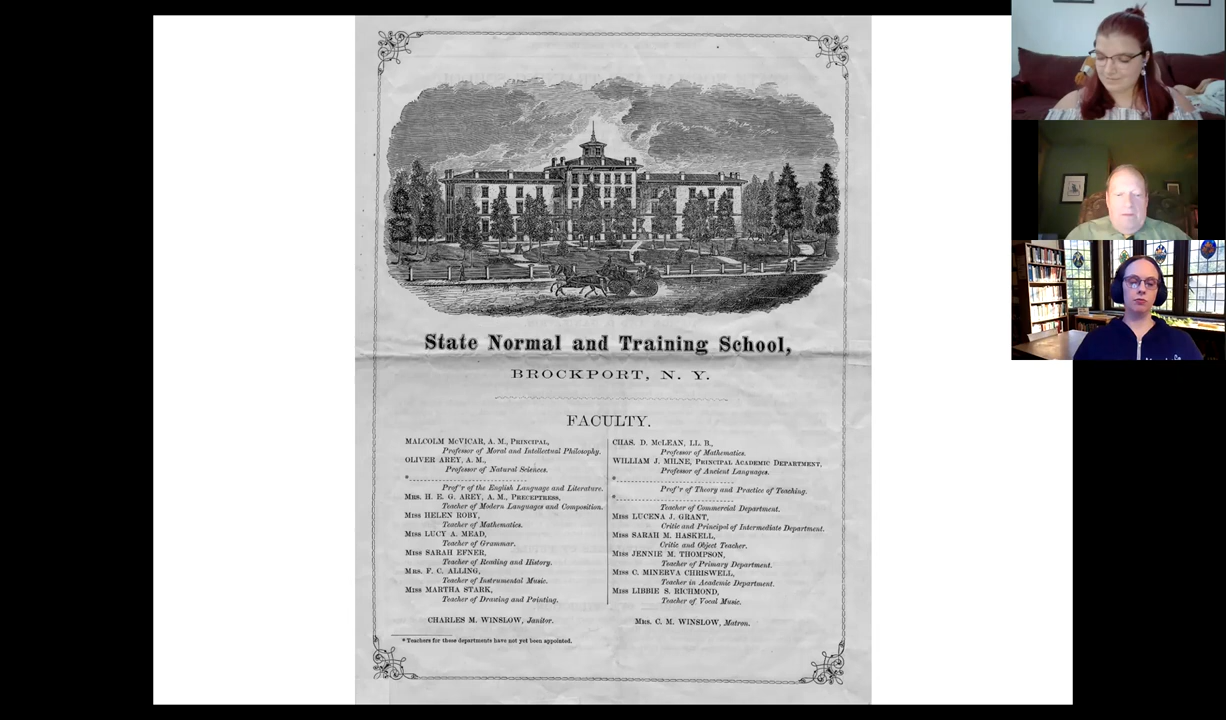 State Normal and Training School,
BROCKPORT, N. Y.
FACULTY.
MALCOLM McVICAR, A. M., PRINCIPAL,
Professor of Moral and Intellectual Philosophy.
OLIVER AREY, A. M.,
Professor of Natural Sciences.
*
Prof'r of the English Language and Literature.
MRS. H. E. G. AREY, A. M., PRECEPTRESS,
Teacher of Modern Languages and Composition.
MISS HELEN ROBY,
Teacher of Mathematics.
MISS LUCY A. MEAD,
Teacher of Grammar.
MISS SARAH EFNER,
Teacher of Reading and History.
MRS. F. C. ALLING,
Teacher of Instrumental Music.
MISS MARTHA STARK,
Teacher of Drawing and Painting.
CHARLES M. WINSLOW, Janitor.
CHAS. D. McLEAN, LL. B.,
Professor of Mathematics.
WILLIAM J. MILNE, PRINCIPAL ACADEMIC DEPARTMENT.
Professor of Ancient Languages.
*
Prof'r of Theory and Practice of Teaching.
*
Teacher of Commercial Department.
MISS LUCENA J. GRANT,
Critic and Principal of Intermediate Department.
MISS SARAH M. HASKELL,
Critic and Object Teacher.
MISS JENNIE M. THOMPSON,
Teacher of Primary Department.
MISS C. MINERVA CHRISWELL,
Teacher in Academic Department.
MISS LIBBIE S. RICHMOND,
Teacher of Vocal Music.
MRS. C. M. WINSLOW, Matron.
* Teachers for these departments have not yet been appointed.